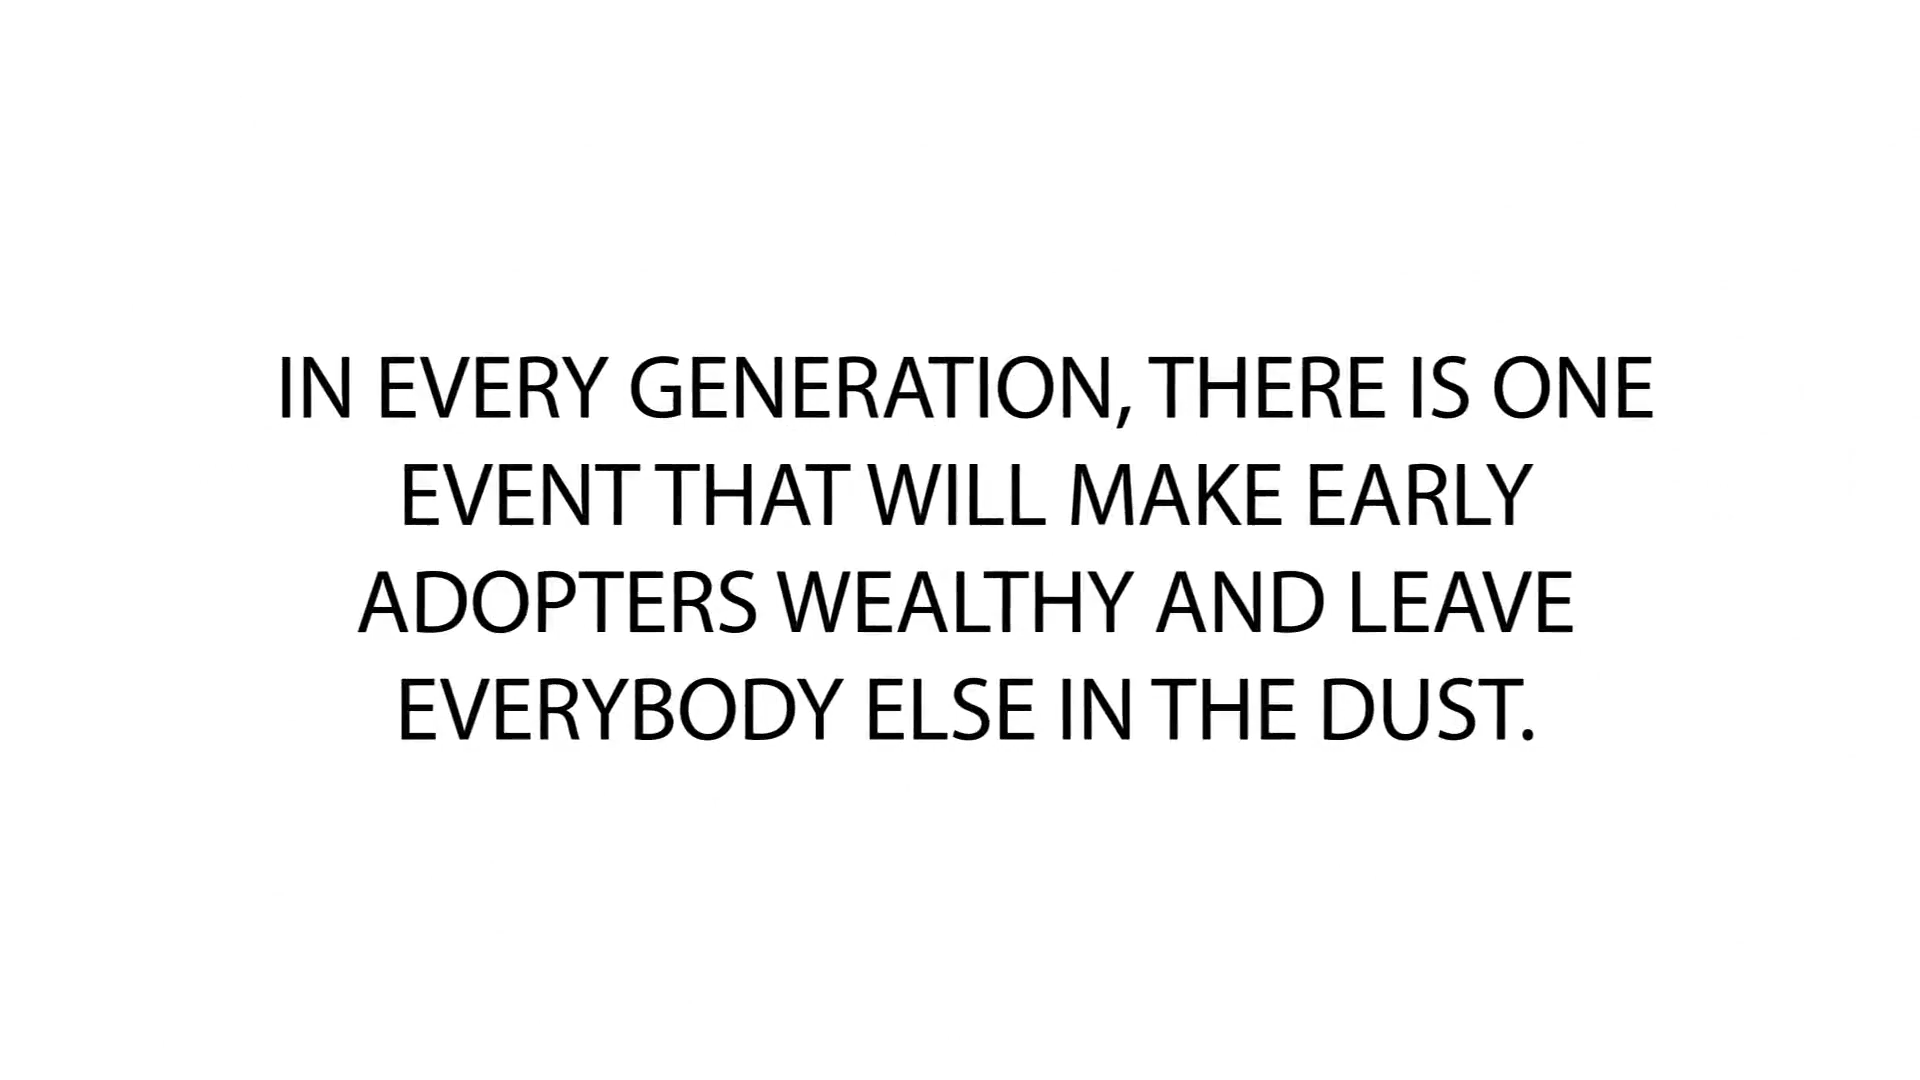 IN EVERY GENERATION, THERE IS ONE
EVENT THAT WILL MAKE EARLY
ADOPTERS WEALTHY AND LEAVE
EVERYBODY ELSE IN THE DUST.